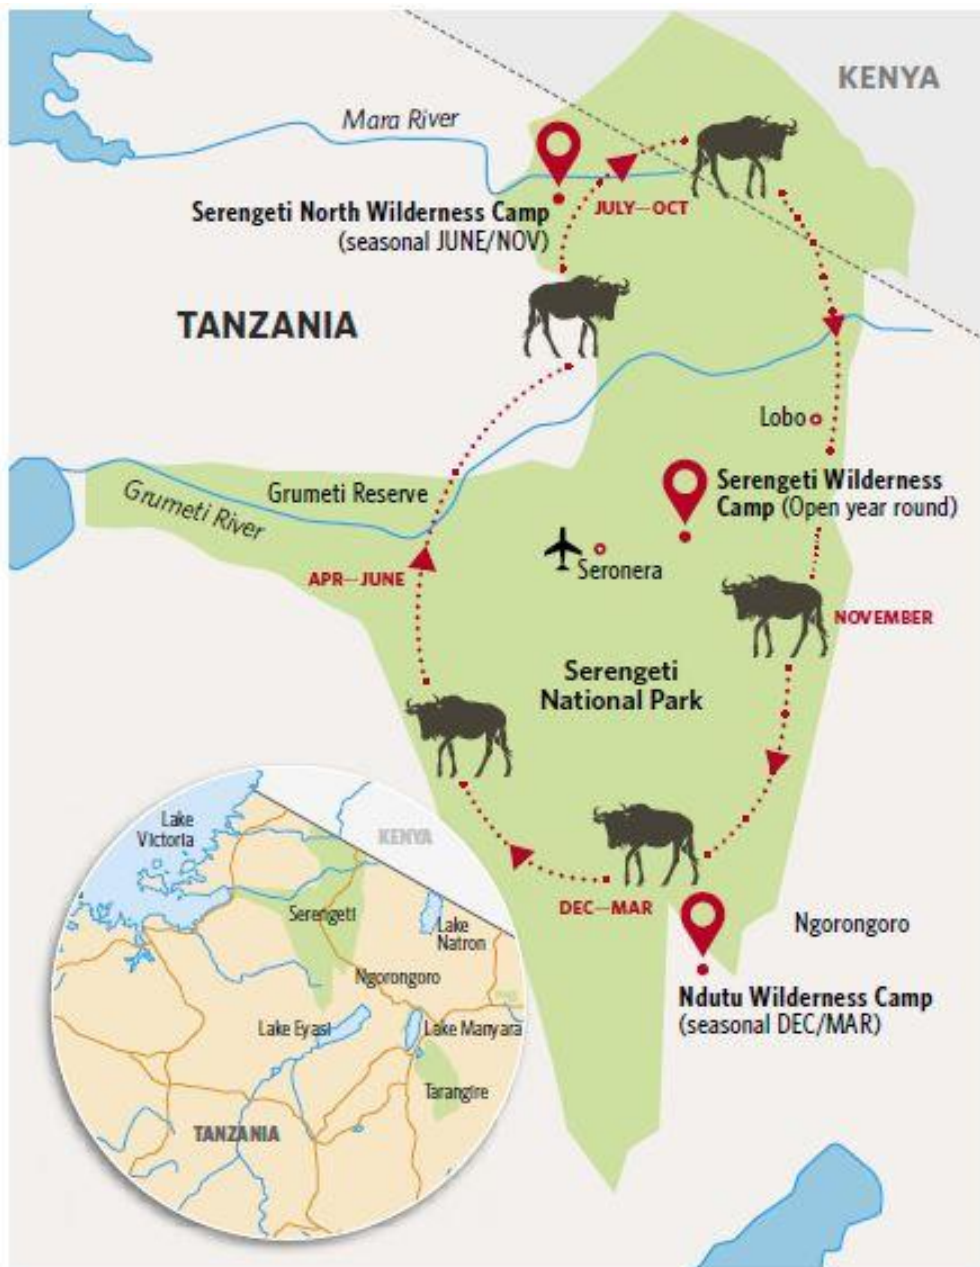 KENYA
Mara River
Serengeti North Wilderness Camp
(seasonal JUNE/NOV)
JULY—OCT
TANZANIA
Lobo
Grumeti Reserve
Grumeti River
Serengeti Wilderness
Camp (Open year round)
Seronera
APR—JUNE
NOVEMBER
Serengeti
National Park
DEC—MAR
Ngorongoro
Ndutu Wilderness Camp
(seasonal DEC/MAR)
Lake
Victoria
KENYA
Serengeti
Lake
Natron
Ngorongoro
Lake Eyasi
Lake Manyara
Tarangire
TANZANIA